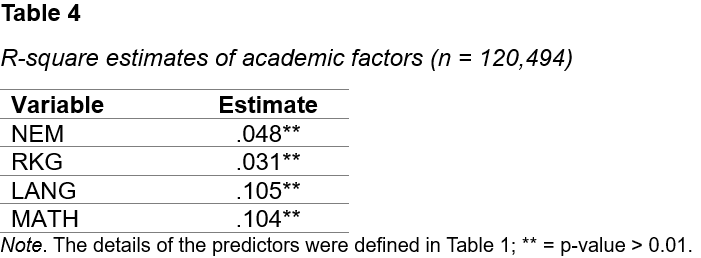 Table 4
R-square estimates of academic factors (n = 120,494)
Variable Estimate
NEM .048**
RKG .031**
LANG .105**
MATH .104**
Note. The details of the predictors were defined in Table 1; ** = p-value > 0.01.